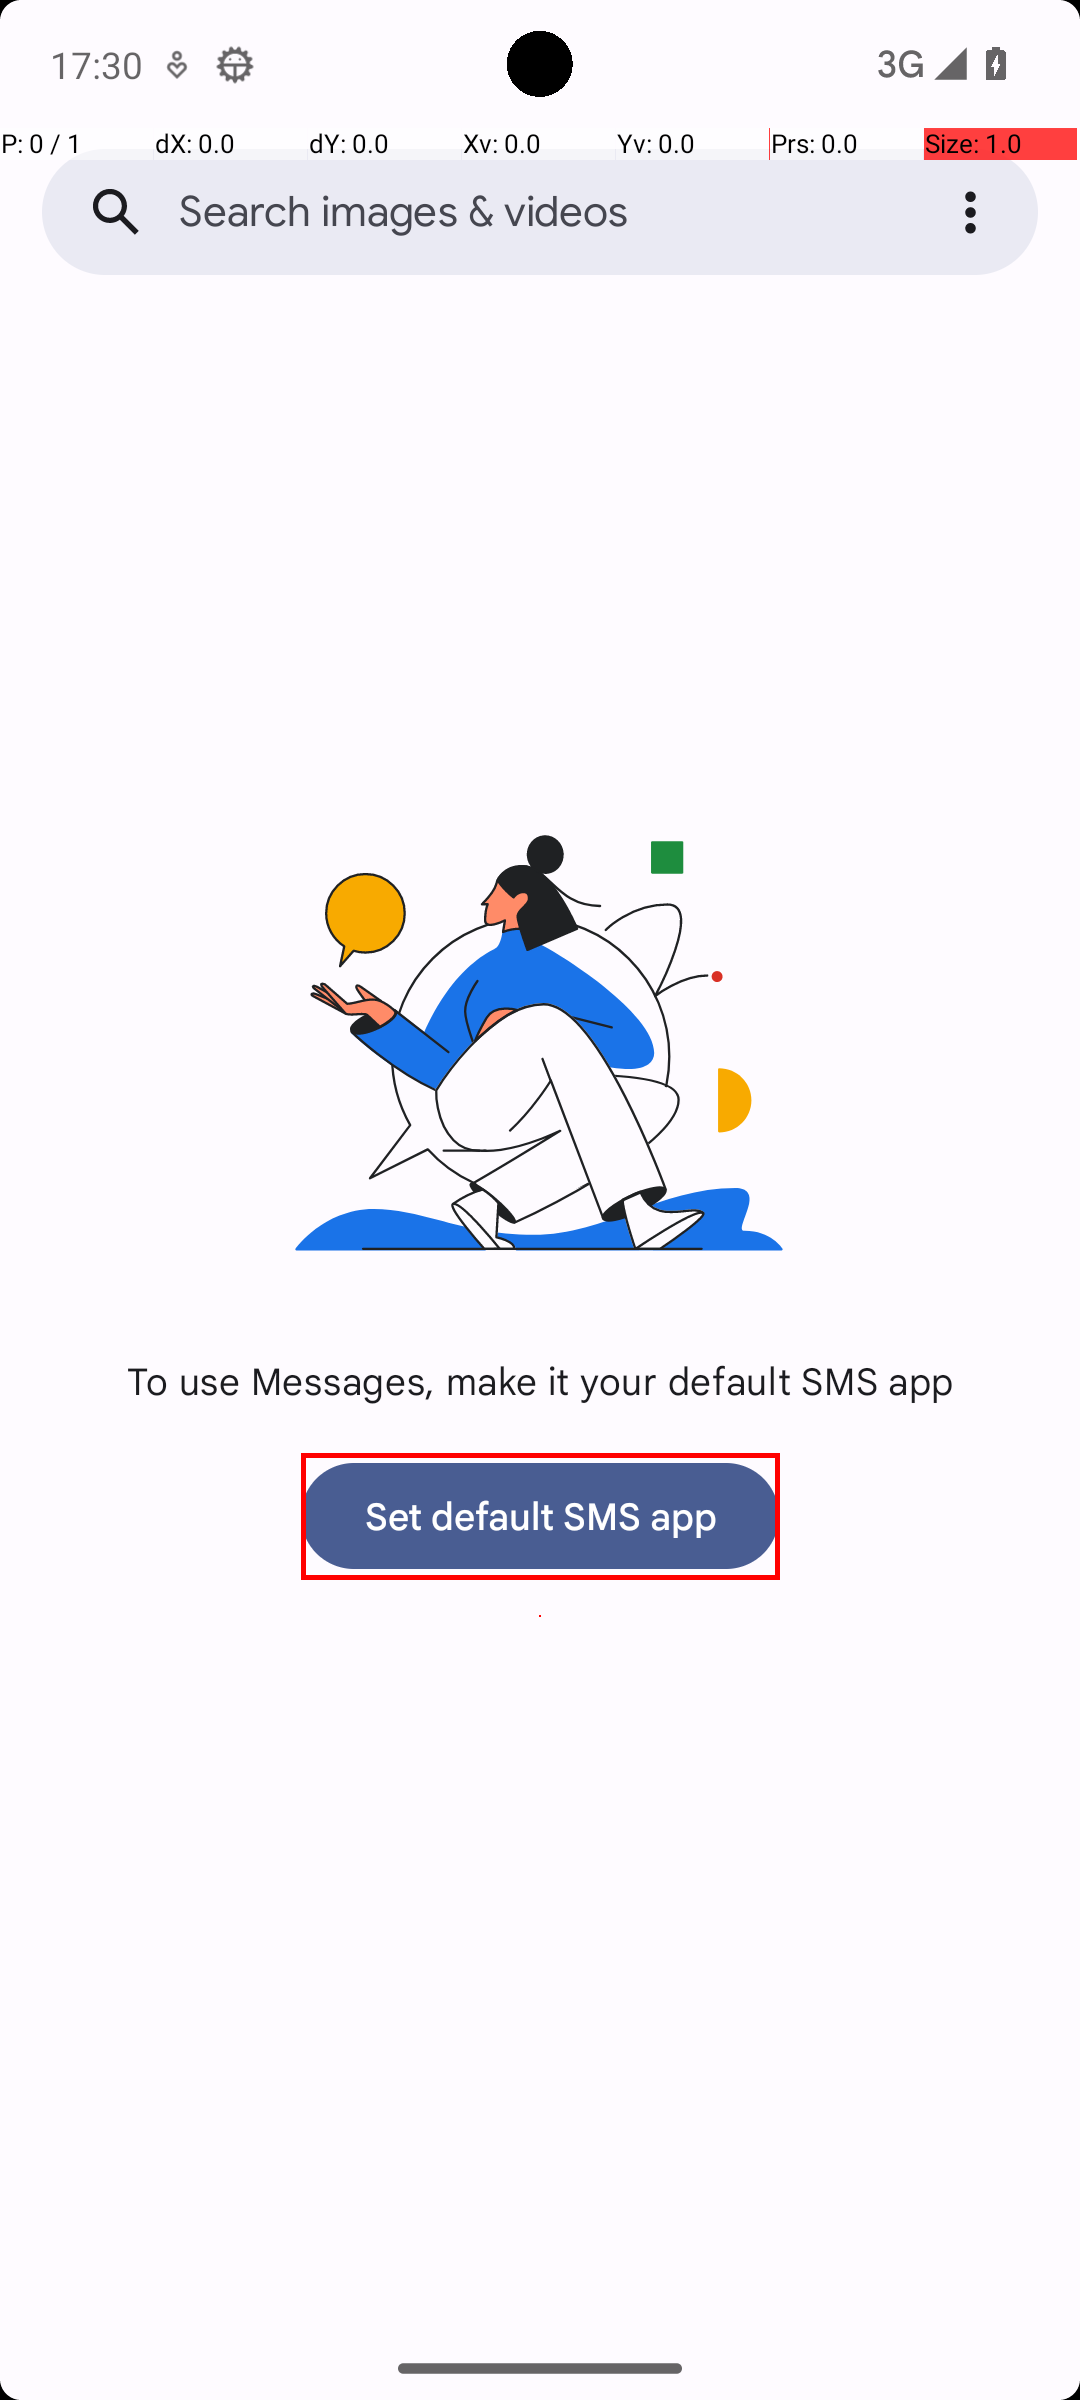 17:30
3G
P: 0 / 1 dX: 0.0 dY: 0.0 Xv: 0.0 Yv: 0.0 Prs: 0.0 Size: 1.0
Search images & videos
To use Messages, make it your default SMS app
Set default SMS app